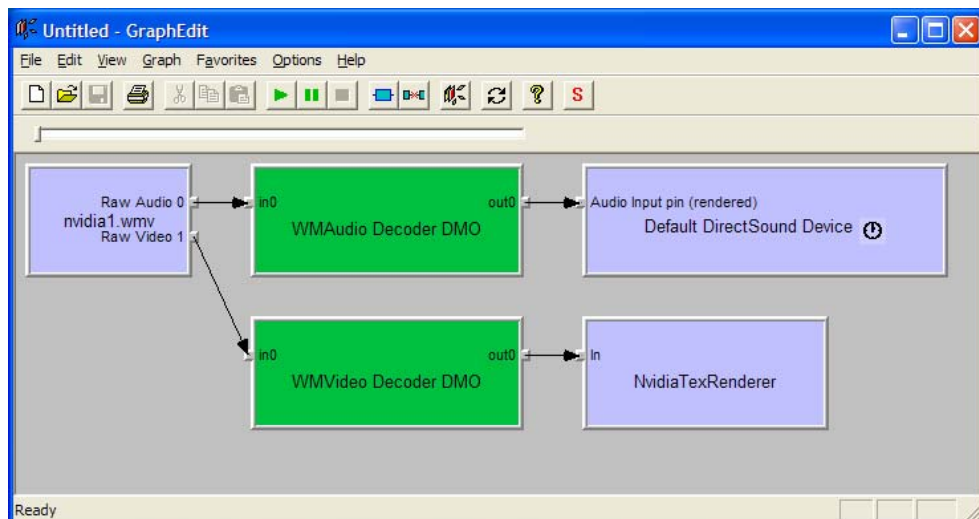 Untitled - GraphEdit
File Edit View Graph Favorites Options Help
S
Raw Audio 0
nvidia1.wmv
Raw Video 1
in0
out0
WMAudio Decoder DMO
Audio Input pin (rendered)
Default DirectSound Device
in0
out0
WMVideo Decoder DMO
In
NvidiaTexRenderer
Ready